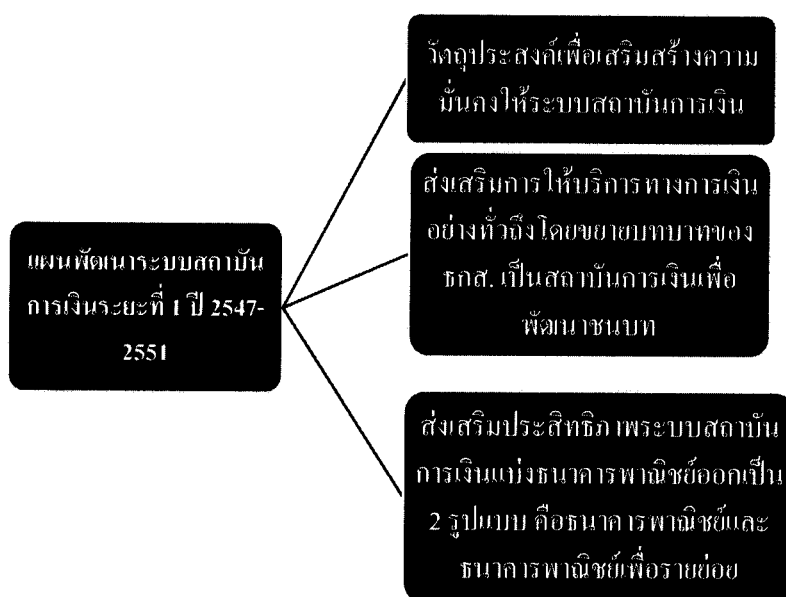 แผนพัฒนาระบบสถาบัน
การเงินระยะที่ 1 ปี 2547-
2551
วัตถุประสงค์เพื่อเสริมสร้างความ
มั่นคงให้ระบบสถาบันการเงิน
ส่งเสริมการให้บริการทางการเงิน
อย่างทั่วถึงโดยขยายบทบาทของ
ธกส. เป็นสถาบันการเงินเพื่อ
พัฒนาชนบท
ส่งเสริมประสิทธิภาพระบบสถาบัน
การเงินแบ่งธนาคารพาณิชย์ออกเป็น
2 รูปแบบ คือธนาคารพาณิชย์และ
ธนาคารพาณิชย์เพื่อรายย่อย